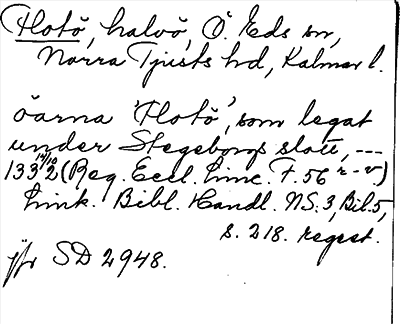 Flotö, halvö, Ö. Eds sn,
Norra Tjusts hd, Kalmar l.
öarna 'Flotö', som legat
under Stegeborgs slott, ---
14/10 1332 (Reg. Eccl. Linc. F. 56 r-v.)
Link. Bibl. Handl. NS. 3, Bil. 5,
s. 218. regest.
jfr SD 2948.